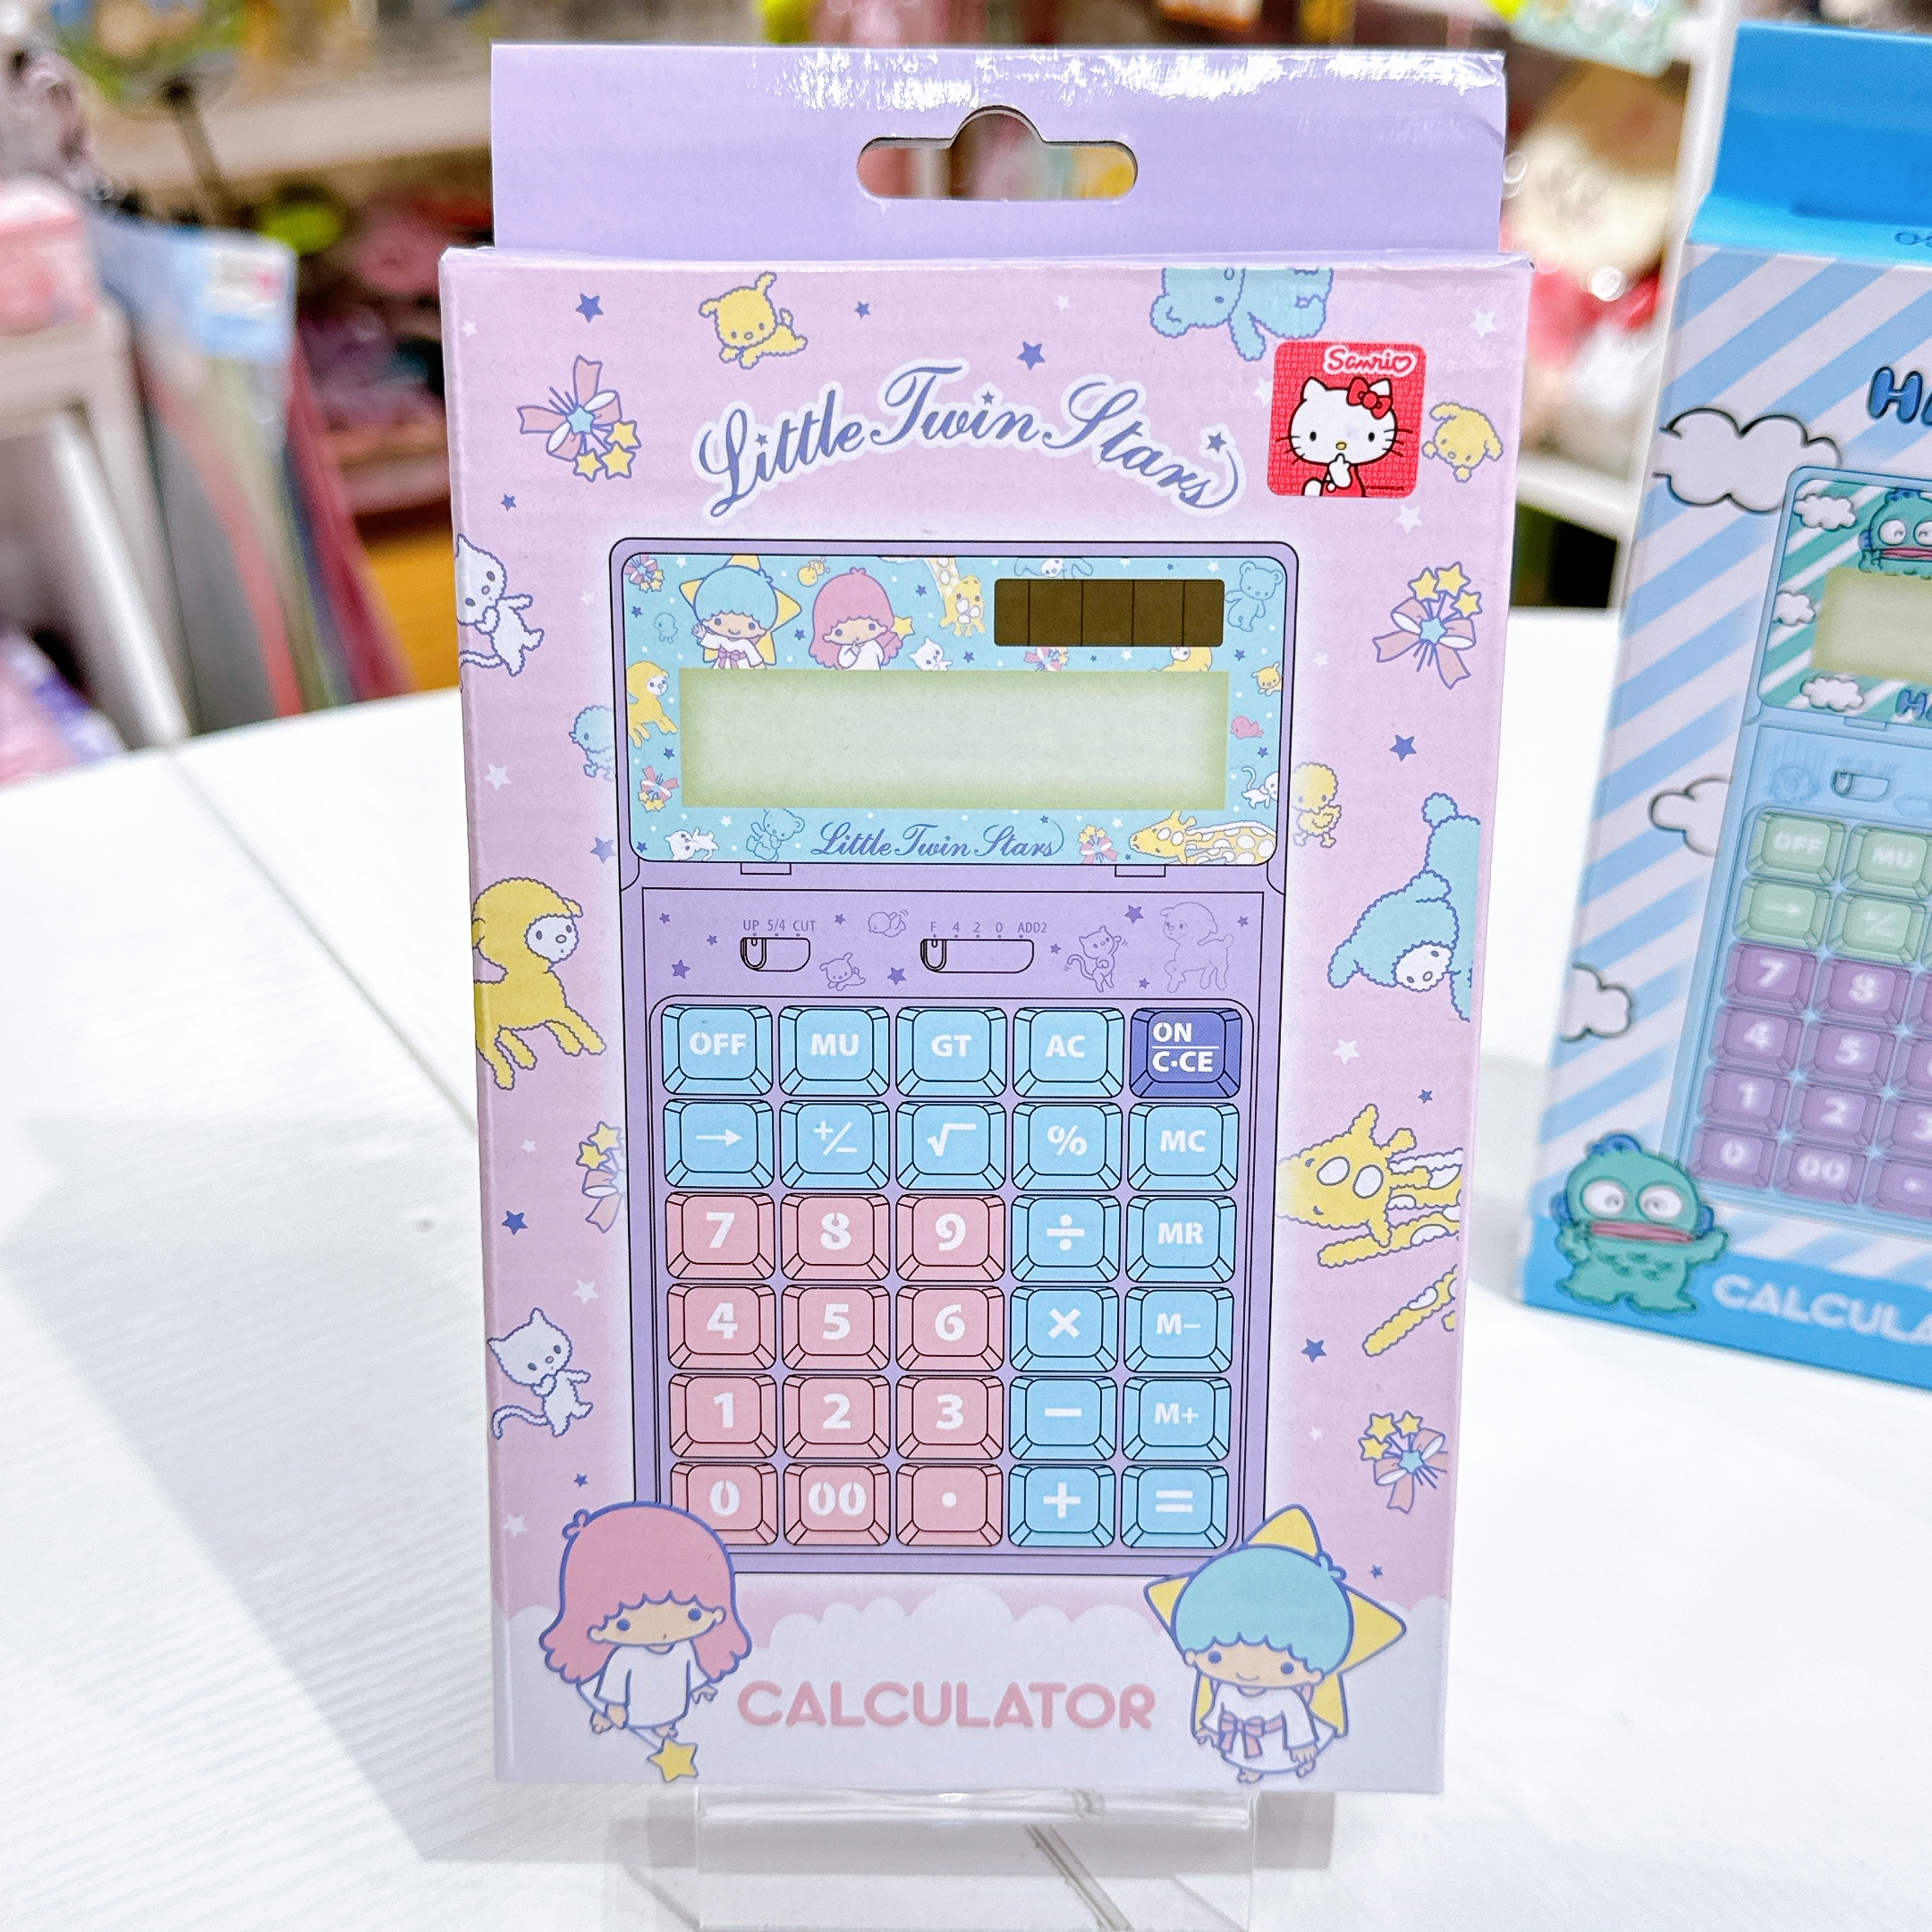 Little Twin Stars
Sanrio
Little Twin Stars
UP 5/4 CUT
F 4 2 0 ADD2
OFF MU GT AC ON
C·CE
→ +/− √ % MC
7 8 9 ÷ MR
4 5 6 × M−
1 2 3 − M+
0 00 · + =
CALCULATOR
OFF MU
→ +/−
7 8
4 5
1 2 3
0 00 ·